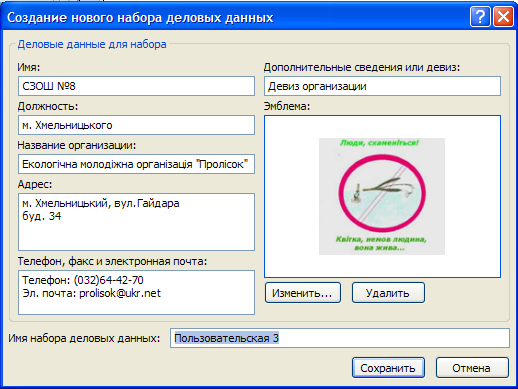 Создание нового набора деловых данных
Деловые данные для набора
Имя:
СЗОШ №8
Должность:
м. Хмельницького
Название организации:
Екологічна молодіжна організація "Пролісок"
Адрес:
м. Хмельницький, вул.Гайдара
буд. 34
Телефон, факс и электронная почта:
Телефон: (032)64-42-70
Эл. почта: prolisok@ukr.net
Дополнительные сведения или девиз:
Девиз организации
Эмблема:
Люди, схаменіться!
Квітка, немов людина,
вона жива...
Изменить...
Удалить
Имя набора деловых данных:
Пользовательская 3
Сохранить
Отмена